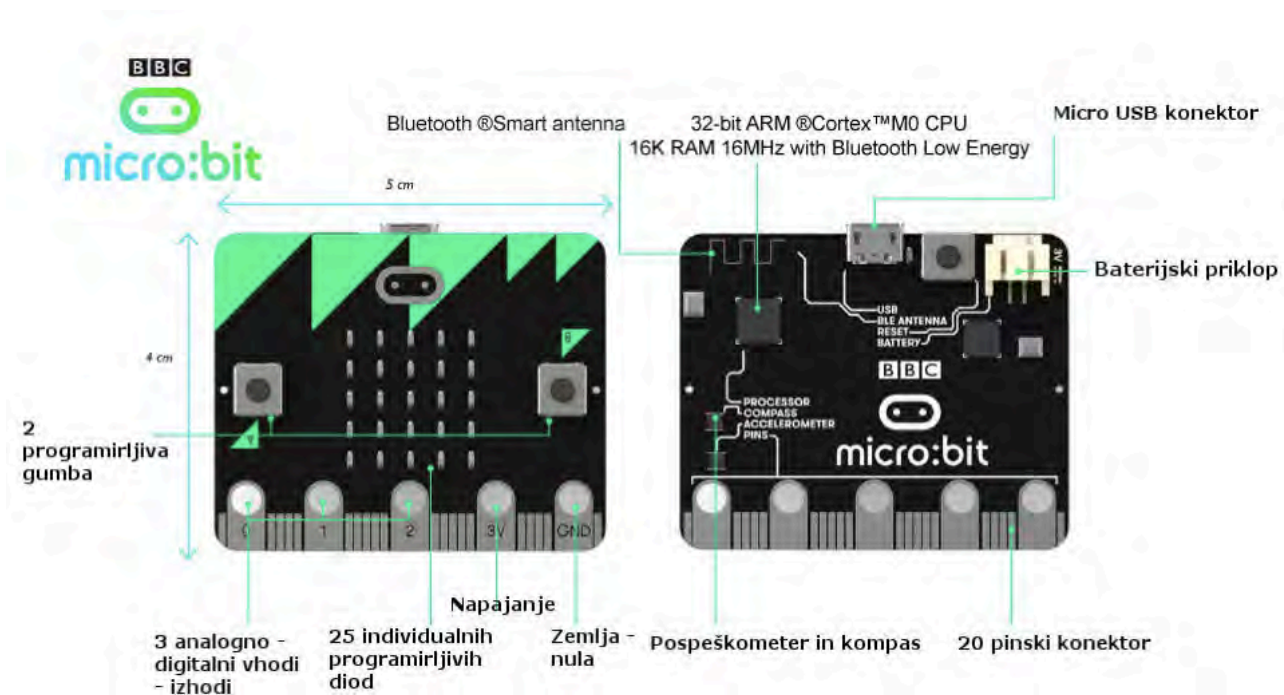 BBC
micro:bit
Bluetooth ®Smart antenna
32-bit ARM ®Cortex™M0 CPU
16K RAM 16MHz with Bluetooth Low Energy
Micro USB konektor
5 cm
Baterijski priklop
3V
USB
BLE ANTENNA
RESET
BATTERY
B
4 cm
BBC
PROCESSOR
COMPASS
ACCELEROMETER
PINS
micro:bit
2
programirljiva
gumba
A
0
1
2
3V
GND
Napajanje
3 analogno -
digitalni vhodi
- izhodi
25 individualnih
programirljivih
diod
Zemlja -
nula
Pospeškometer in kompas
20 pinski konektor